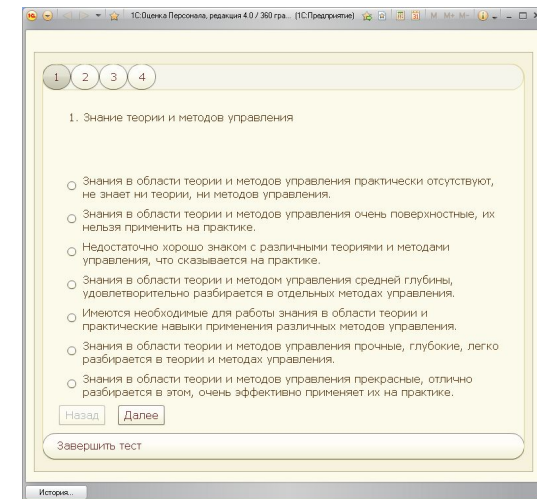 1С:Оценка Персонала, редакция 4.0 / 360 гра... (1С:Предприятие)
M M+ M-
1 2 3 4
1. Знание теории и методов управления
Знания в области теории и методов управления практически отсутствуют,
не знает ни теории, ни методов управления.
Знания в области теории и методов управления очень поверхностные, их
нельзя применить на практике.
Недостаточно хорошо знаком с различными теориями и методами
управления, что сказывается на практике.
Знания в области теории и методом управления средней глубины,
удовлетворительно разбирается в отдельных методах управления.
Имеются необходимые для работы знания в области теории и
практические навыки применения различных методов управления.
Знания в области теории и методов управления прочные, глубокие, легко
разбирается в теории и методах управления.
Знания в области теории и методов управления прекрасные, отлично
разбирается в этом, очень эффективно применяет их на практике.
Назад Далее
Завершить тест
История...